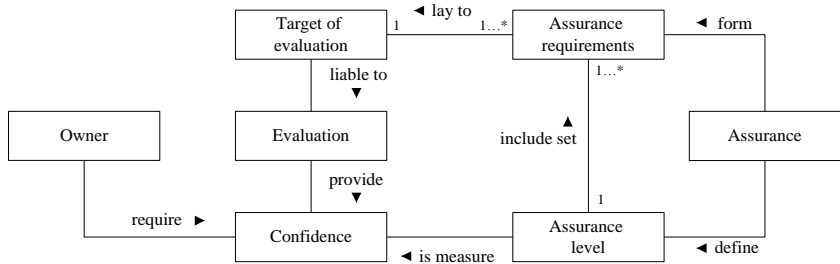 ◄ lay to
Target of
evaluation
1
1…*
Assurance
requirements
◄ form
liable to
▼
1…*
Owner
Evaluation
include set
▲
Assurance
provide
▼
require ►
1
Confidence
Assurance
level
◄ is measure
◄ define